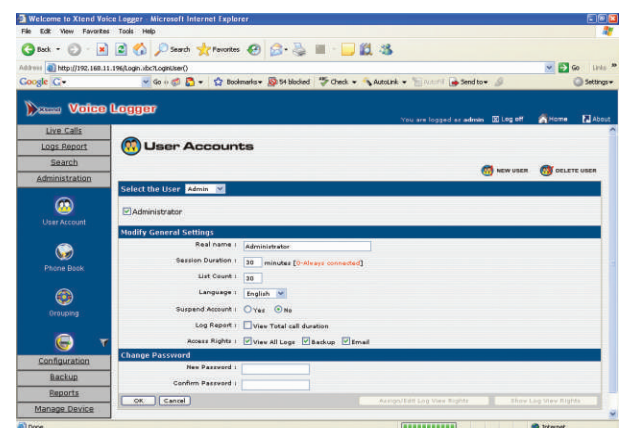 Welcome to Xtend Voice Logger - Microsoft Internet Explorer
File Edit View Favorites Tools Help
Back Search Favorites
Address http://192.168.11.196/Login.vbc?LoginUser() Go Links
Google G Go Bookmarks 54 blocked Check AutoLink AutoFill Send to Settings
Xtend Voice Logger
You are logged as admin Log off Home About
Live Calls
Logs Report
Search
Administration
User Account
Phone Book
Grouping
Configuration
Backup
Reports
Manage Device
User Accounts
NEW USER DELETE USER
Select the User Admin
Administrator
Modify General Settings
Real name : Administrator
Session Duration : 30 minutes [0-Always connected]
List Count : 30
Language : English
Suspend Account : Yes No
Log Report : View Total call duration
Access Rights : View All Logs Backup Email
Change Password
New Password :
Confirm Password :
OK Cancel Assign/Edit Log View Rights Show Log View Rights
Done Internet